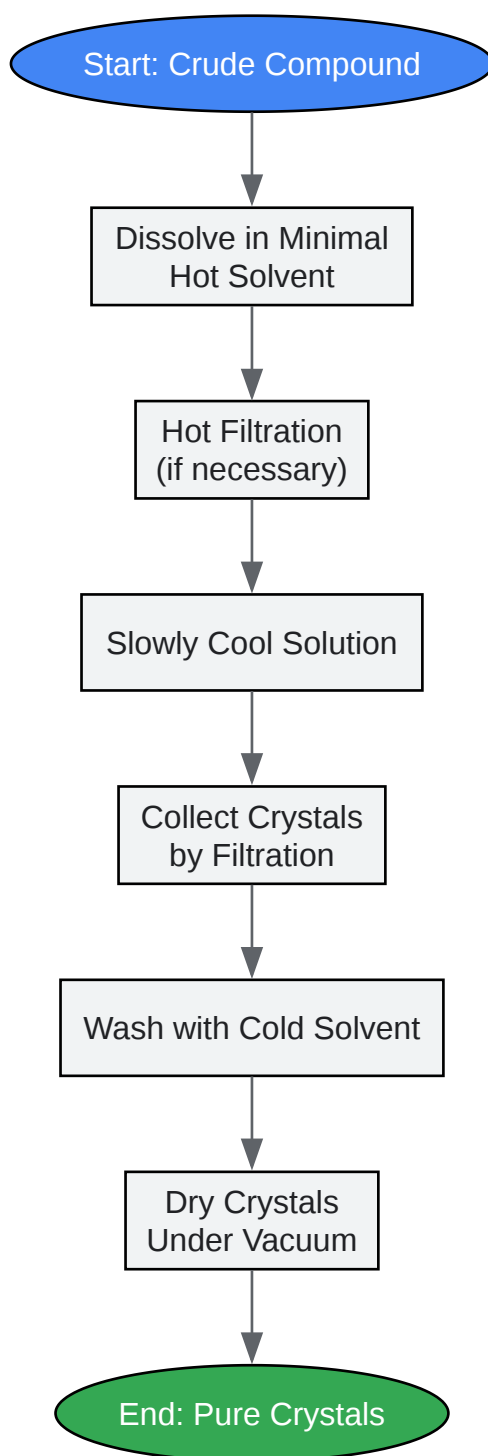 Start: Crude Compound
Dissolve in Minimal
Hot Solvent
Hot Filtration
(if necessary)
Slowly Cool Solution
Collect Crystals
by Filtration
Wash with Cold Solvent
Dry Crystals
Under Vacuum
End: Pure Crystals